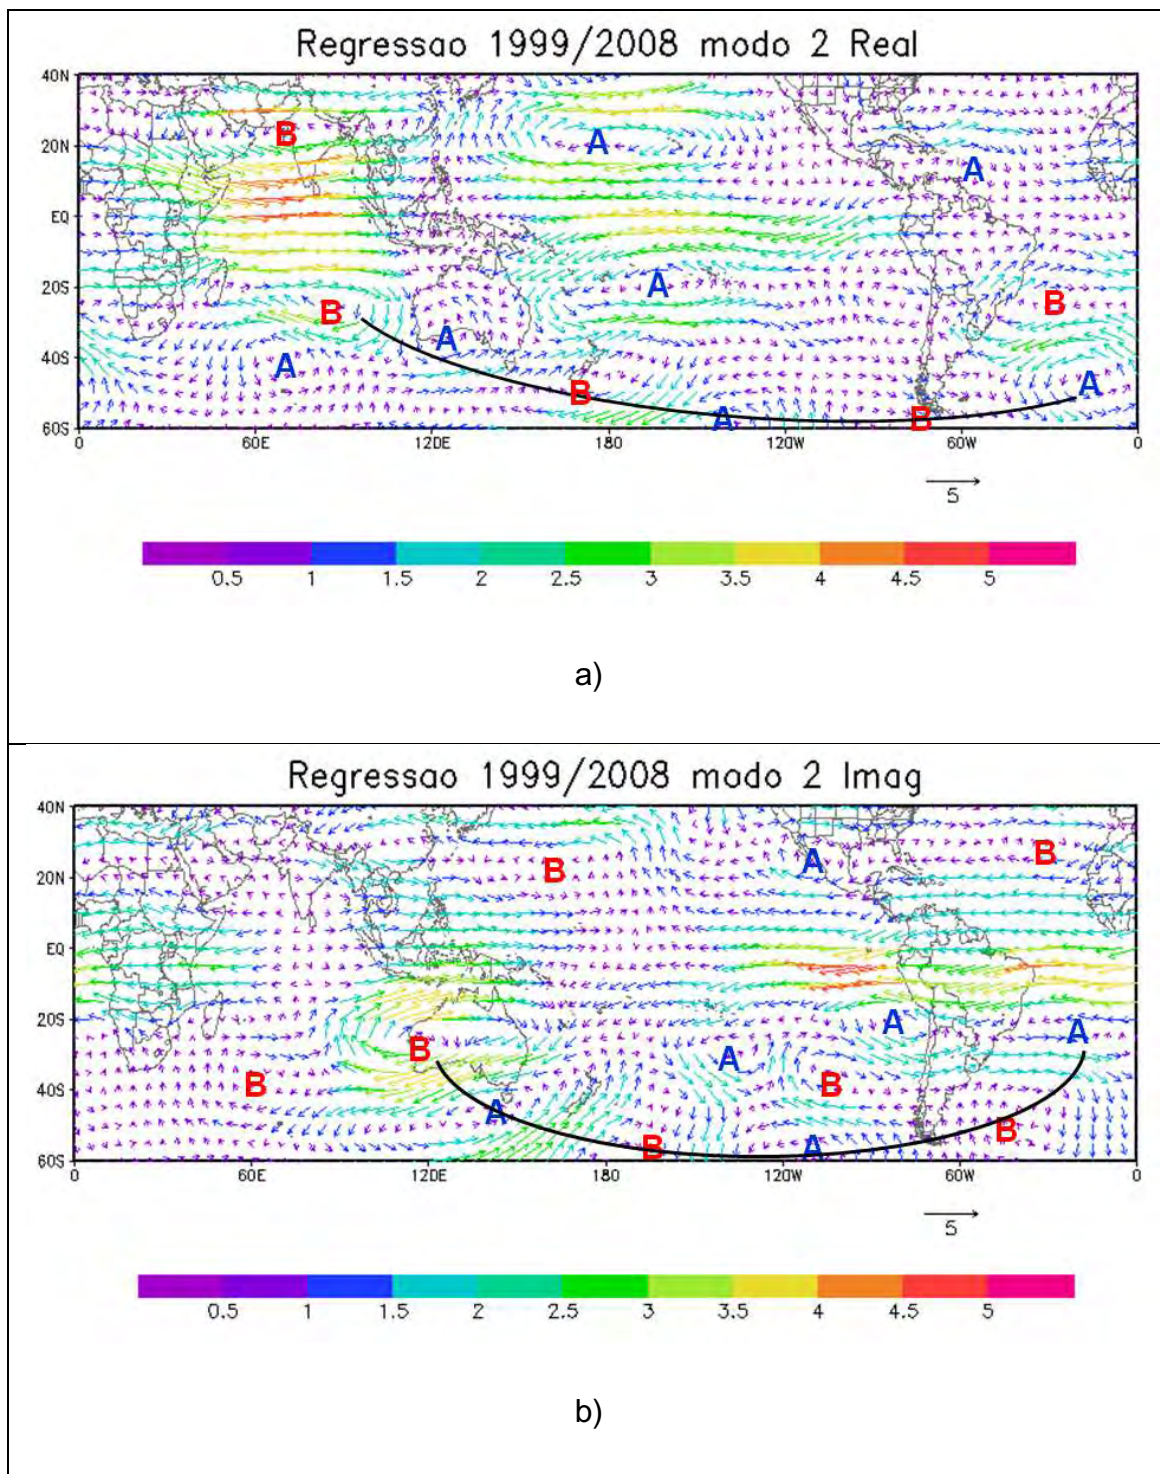 Regressao 1999/2008 modo 2 Real
40N
B
A
20N
A
EQ
20S
A
B
B
A
40S
A
A
B
A
B
60S
0 60E 120E 180 120W 60W 0
5
0.5 1 1.5 2 2.5 3 3.5 4 4.5 5
a)
Regressao 1999/2008 modo 2 Imag
40N
B
A
B
20N
EQ
20S
A
A
B
A
B
B
40S
A
B
B
A
60S
0 60E 120E 180 120W 60W 0
5
0.5 1 1.5 2 2.5 3 3.5 4 4.5 5
b)